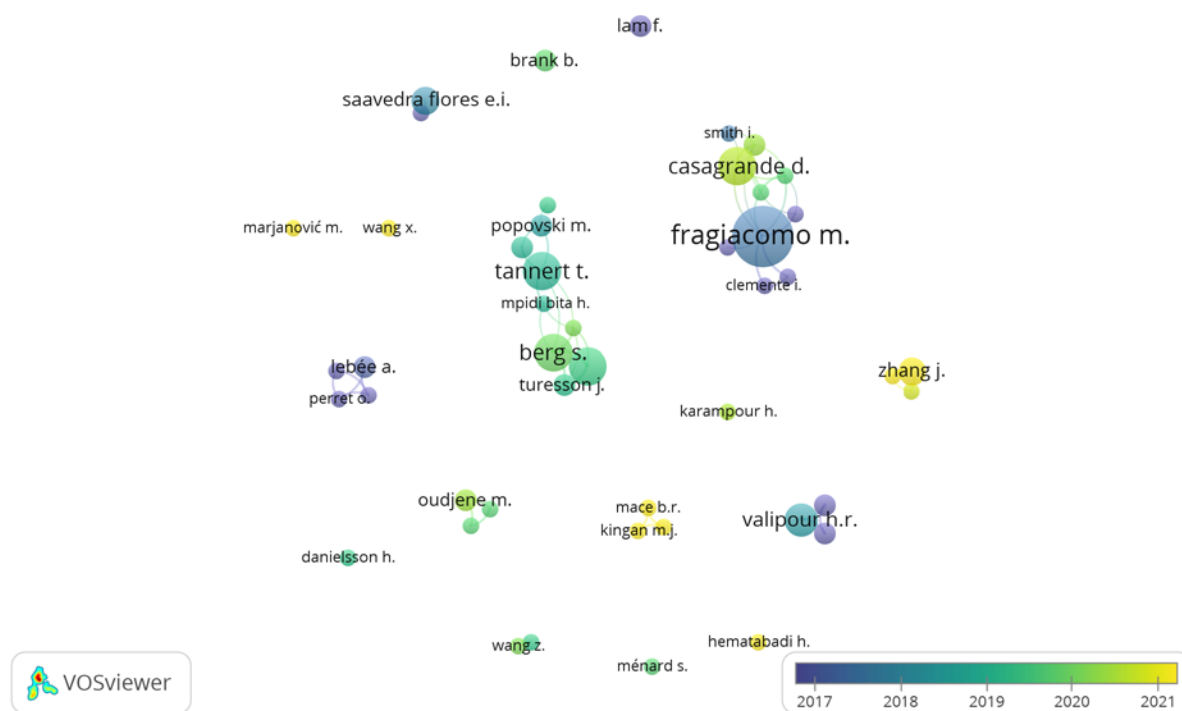 lam f.
brank b.
saavedra flores e.i.
smith i.
casagrande d.
marjanović m.
wang x.
popovski m.
fragiacomo m.
tannert t.
clemente i.
mpidi bita h.
berg s.
lebée a.
zhang j.
turesson j.
perret o.
karampour h.
oudjene m.
mace b.r.
valipour h.r.
kingan m.j.
danielsson h.
wang z.
hematabadi h.
ménard s.
VOSviewer
2017 2018 2019 2020 2021